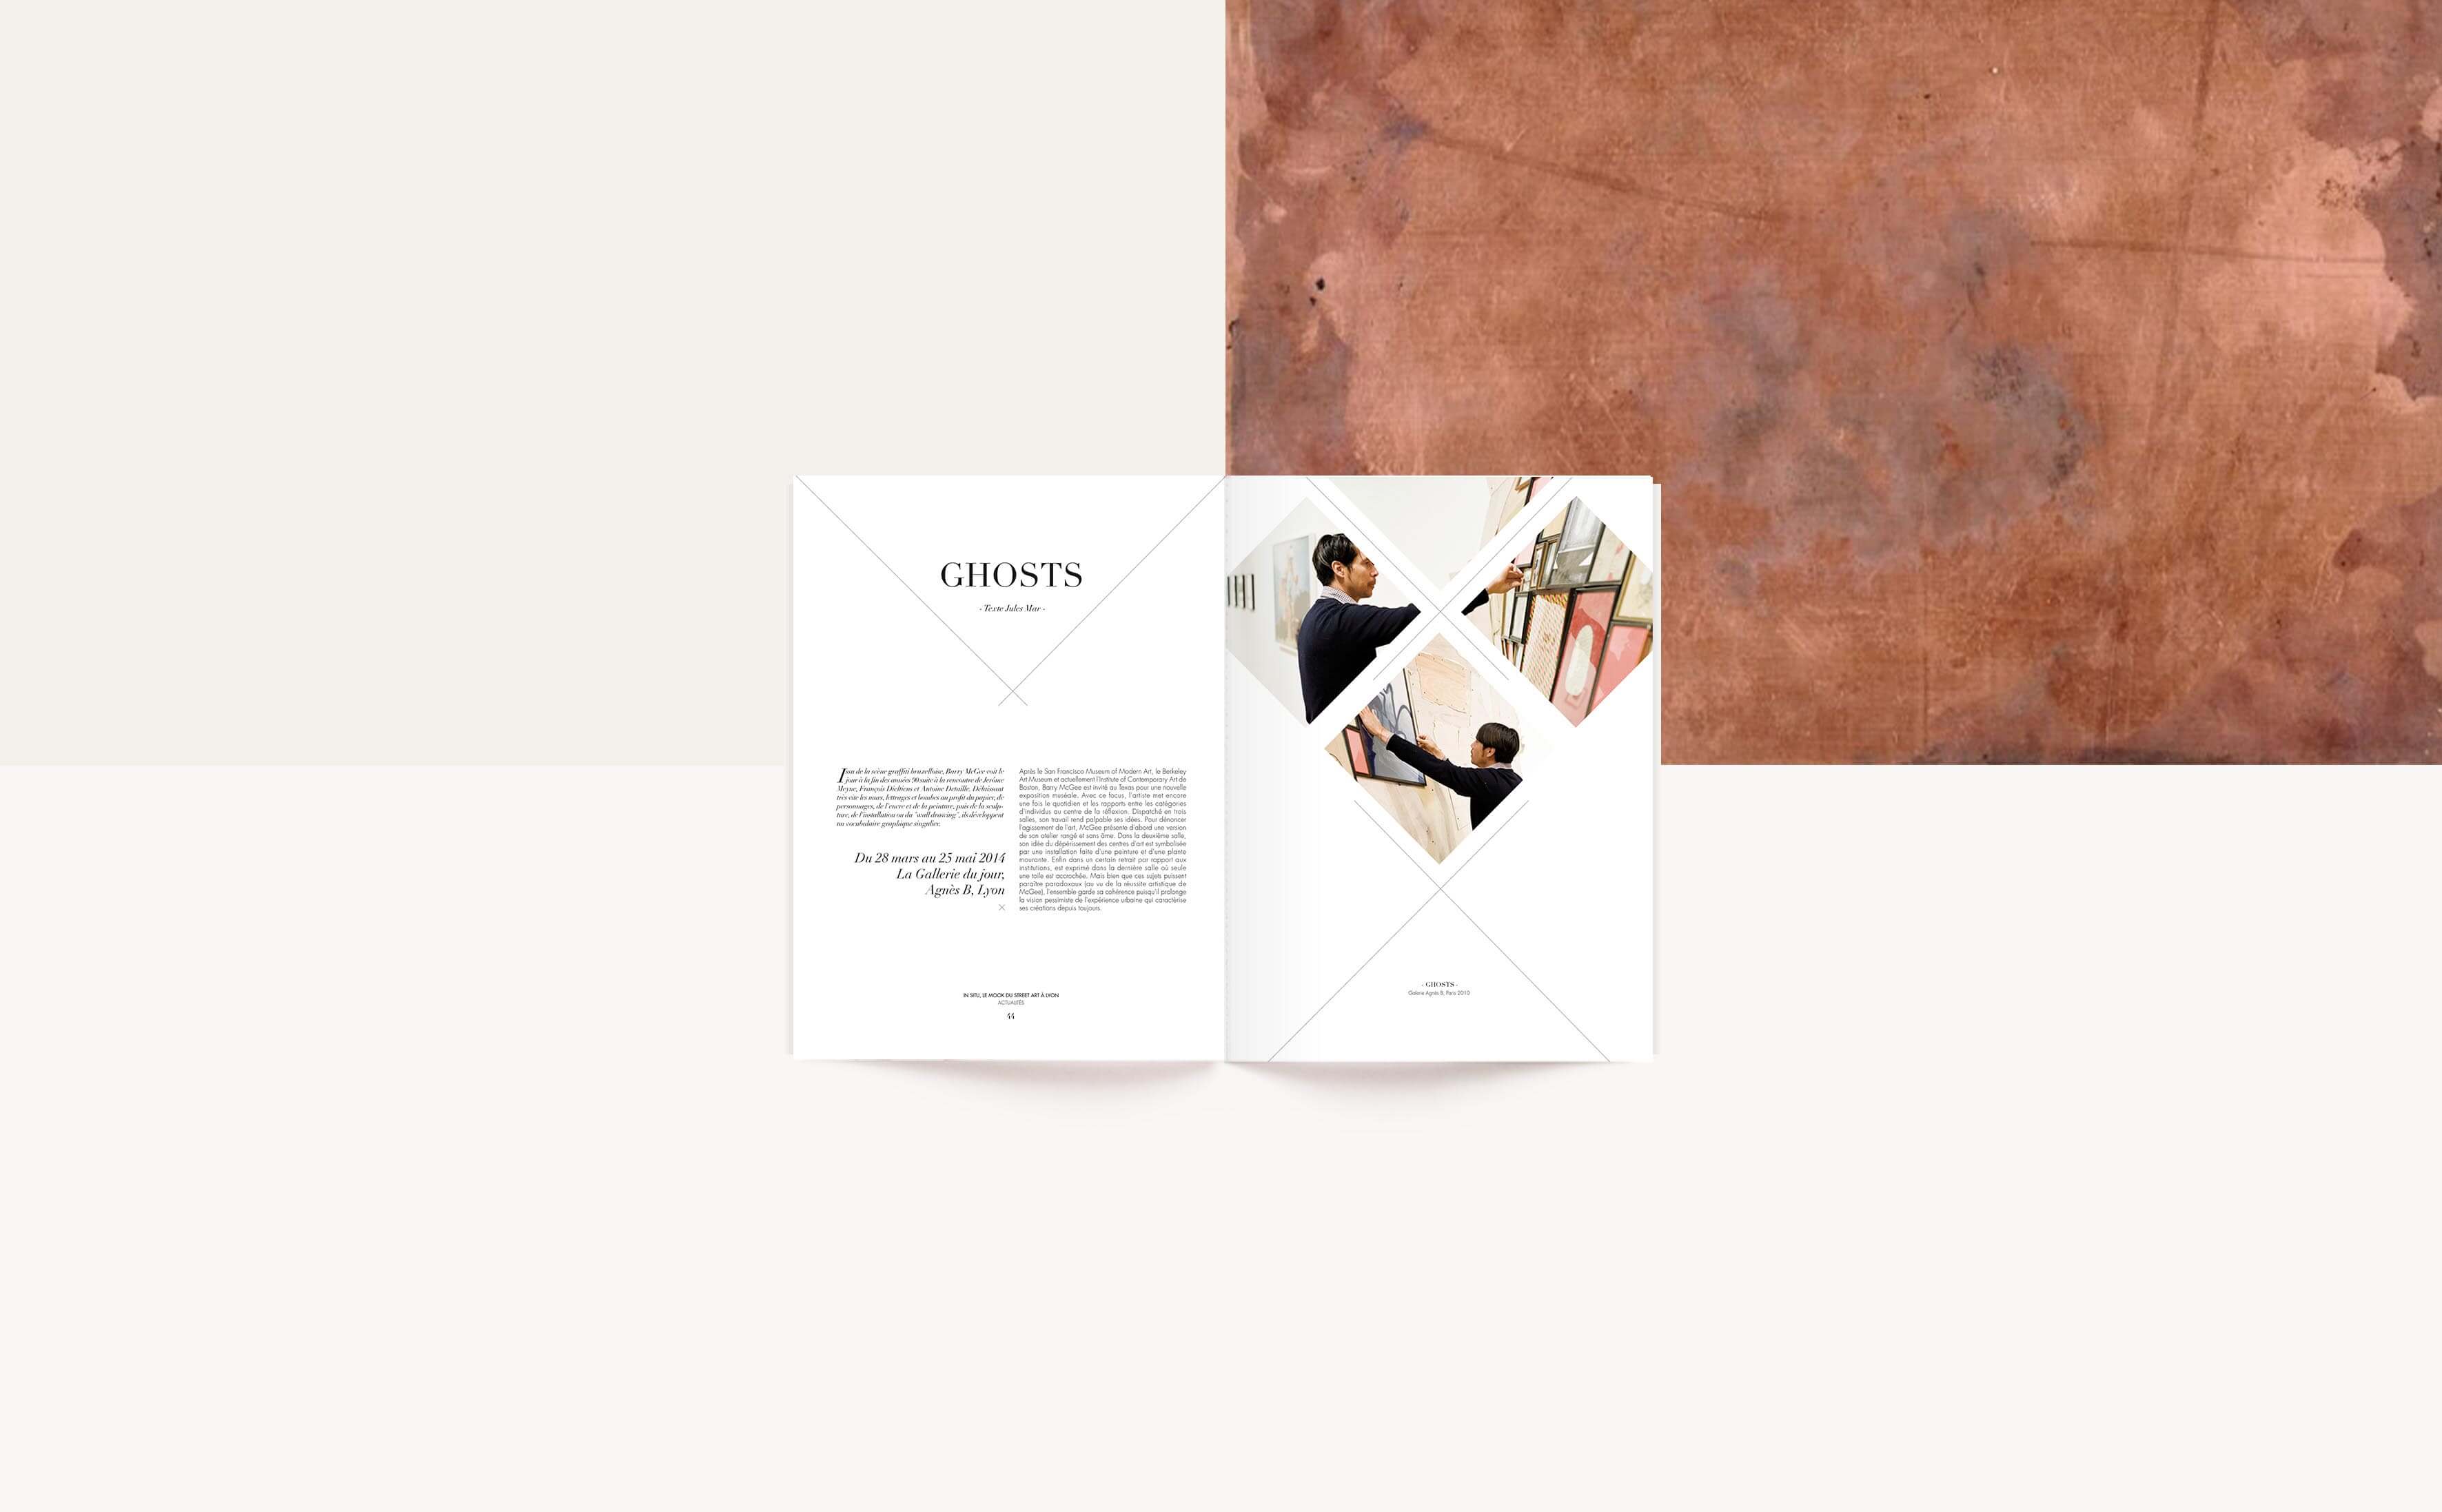 GHOSTS
- Texte Jules Mar -
Issu de la scène graffiti bruxelloise, Barry McGee voit le
jour à la fin des années 90 suite à la rencontre de Jerôme
Meyne, François Dieltiens et Antoine Detaille. Délaissant
très vite les murs, lettrages et bombes au profit du papier, de
personnages, de l'encre et de la peinture, puis de la sculp-
ture, de l'installation ou du "wall drawing", ils développent
un vocabulaire graphique singulier.
Du 28 mars au 25 mai 2014
La Gallerie du jour,
Agnès B, Lyon
Après le San Francisco Museum of Modern Art, le Berkeley
Art Museum et actuellement l'Institute of Contemporary Art de
Boston, Barry McGee est invité au Texas pour une nouvelle
exposition muséale. Avec ce focus, l'artiste met encore
une fois le quotidien et les rapports entre les catégories
d'individus au centre de la réflexion. Dispatché en trois
salles, son travail rend palpable ses idées. Pour dénoncer
l'agissement de l'art, McGee présente d'abord une version
de son atelier rangé et sans âme. Dans la deuxième salle,
son idée du dépérissement des centres d'art est symbolisée
par une installation faite d'une peinture et d'une plante
mourante. Enfin dans un certain retrait par rapport aux
institutions, est exprimé dans la dernière salle où seule
une toile est accrochée. Mais bien que ces sujets puissent
paraître paradoxaux (au vu de la réussite artistique de
McGee), l'ensemble garde sa cohérence puisqu'il prolonge
la vision pessimiste de l'expérience urbaine qui caractérise
ses créations depuis toujours.
IN SITU, LE MOOK DU STREET ART À LYON
ACTUALITÉS
44
- GHOSTS -
Galerie Agnès B, Paris 2010